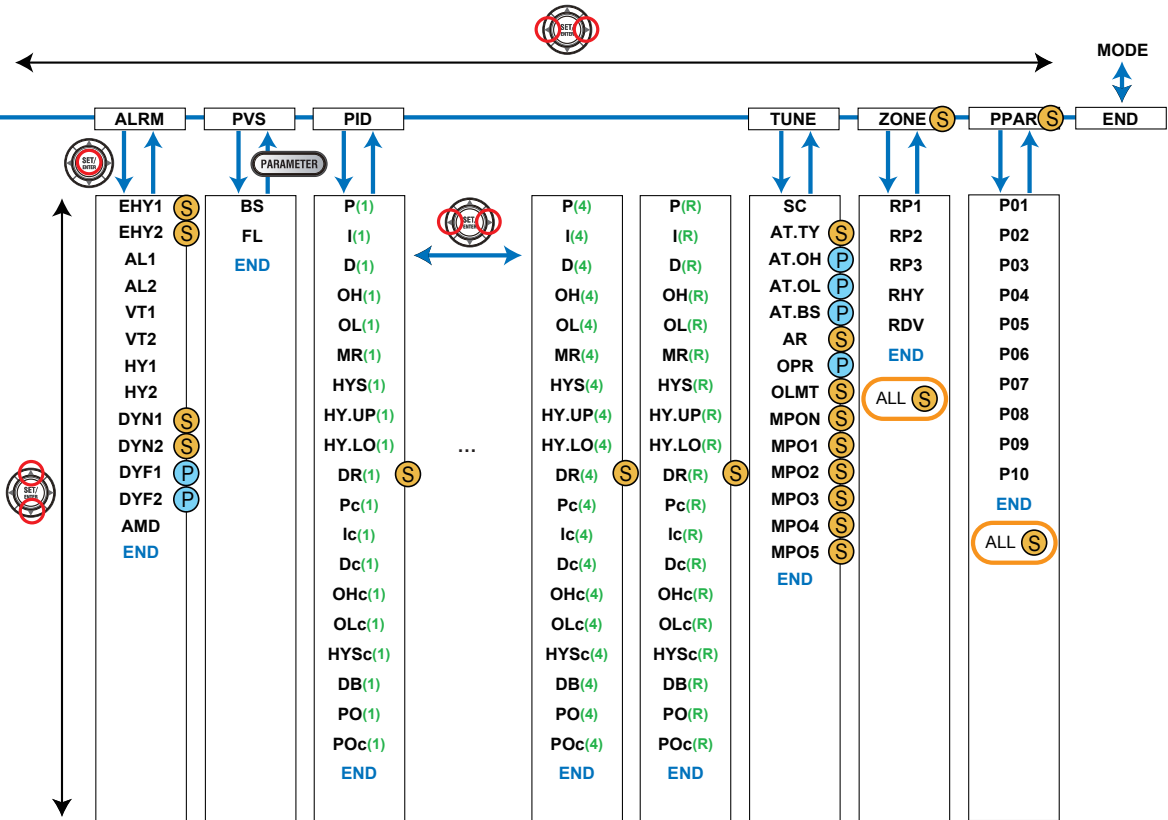 SET/
ENTER
MODE
ALRM
PVS
PID
TUNE
ZONE S
PPAR S
END
SET/
ENTER
PARAMETER
EHY1 S
EHY2 S
AL1
AL2
VT1
VT2
HY1
HY2
DYN1 S
DYN2 S
DYF1 P
DYF2 P
AMD
END
BS
FL
END
P(1)
I(1)
D(1)
OH(1)
OL(1)
MR(1)
HYS(1)
HY.UP(1)
HY.LO(1)
DR(1) S
Pc(1)
Ic(1)
Dc(1)
OHc(1)
OLc(1)
HYSc(1)
DB(1)
PO(1)
POc(1)
END
SET/
ENTER
...
P(4)
I(4)
D(4)
OH(4)
OL(4)
MR(4)
HYS(4)
HY.UP(4)
HY.LO(4)
DR(4) S
Pc(4)
Ic(4)
Dc(4)
OHc(4)
OLc(4)
HYSc(4)
DB(4)
PO(4)
POc(4)
END
P(R)
I(R)
D(R)
OH(R)
OL(R)
MR(R)
HYS(R)
HY.UP(R)
HY.LO(R)
DR(R) S
Pc(R)
Ic(R)
Dc(R)
OHc(R)
OLc(R)
HYSc(R)
DB(R)
PO(R)
POc(R)
END
SC
AT.TY S
AT.OH P
AT.OL P
AT.BS P
AR S
OPR P
OLMT S
MPON S
MPO1 S
MPO2 S
MPO3 S
MPO4 S
MPO5 S
END
RP1
RP2
RP3
RHY
RDV
END
ALL S
P01
P02
P03
P04
P05
P06
P07
P08
P09
P10
END
ALL S
SET/
ENTER